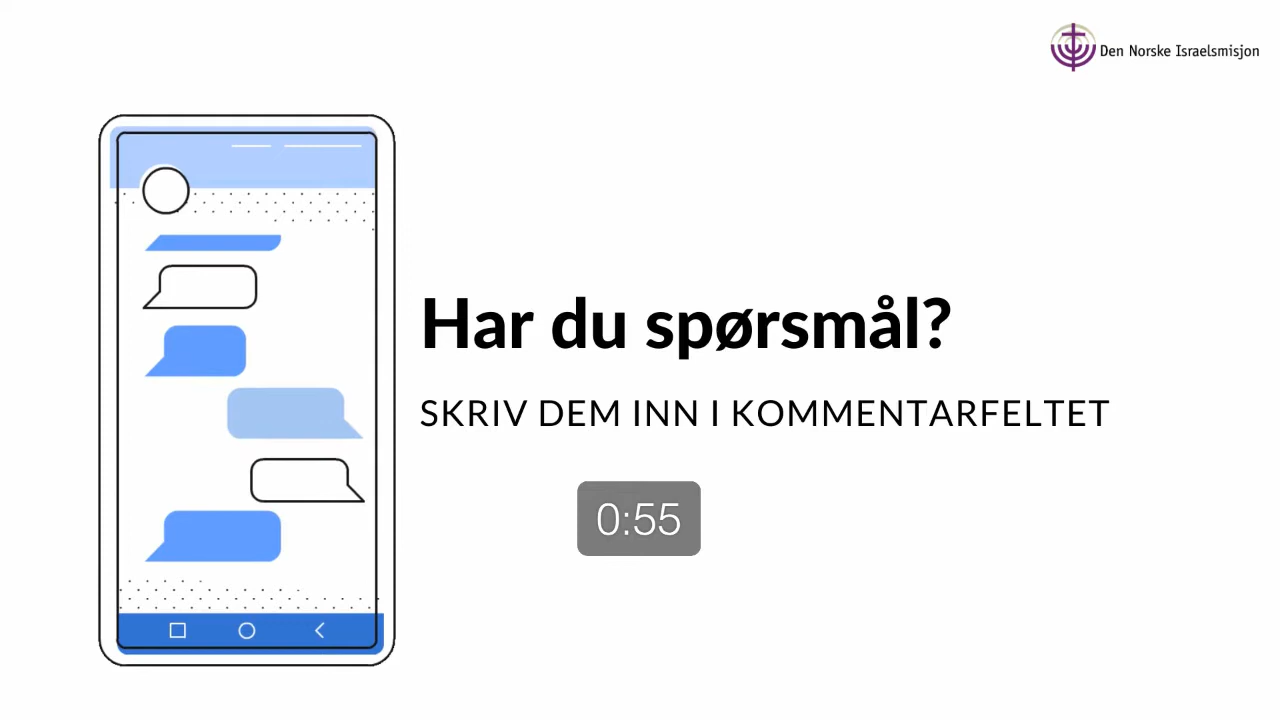 Den Norske Israelsmisjon
Har du spørsmål?
SKRIV DEM INN I KOMMENTARFELTET
0:55